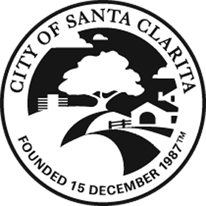 CITY OF SANTA CLARITA
FOUNDED 15 DECEMBER 1987™